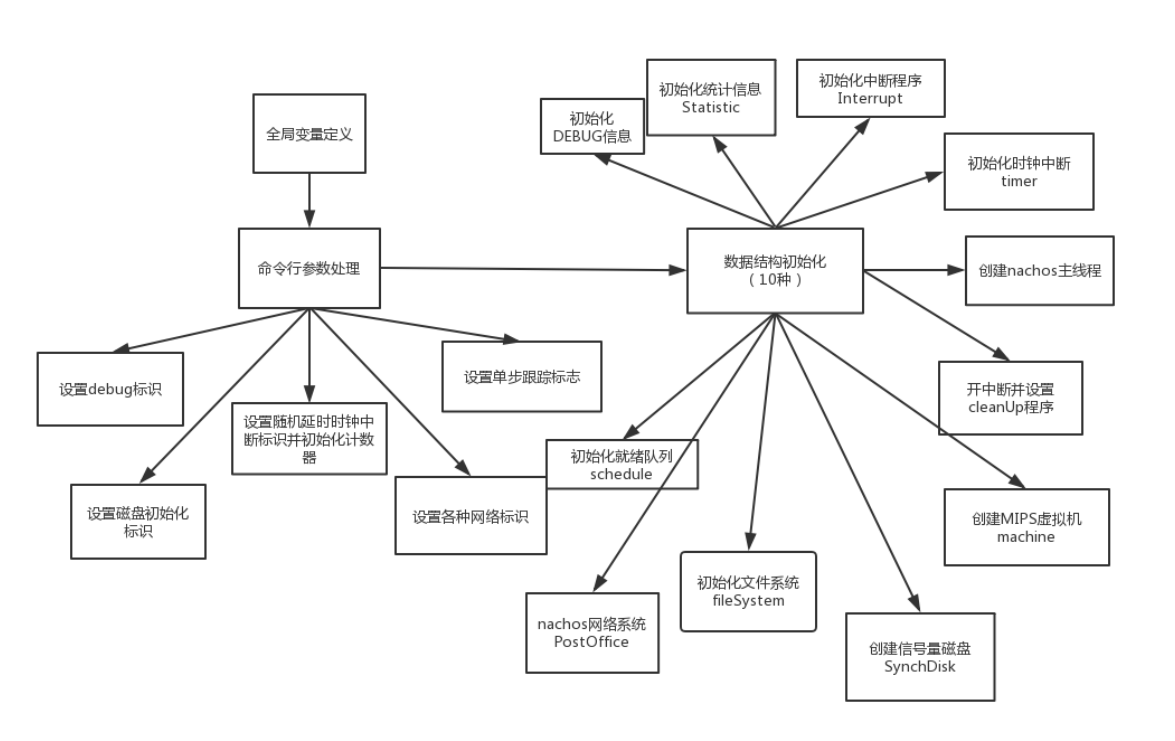 全局变量定义
命令行参数处理
设置debug标识
设置磁盘初始化
标识
设置随机延时时钟中
断标识并初始化计数
器
设置各种网络标识
设置单步跟踪标志
数据结构初始化
（10种）
初始化
DEBUG信息
初始化统计信息
Statistic
初始化中断程序
Interrupt
初始化时钟中断
timer
创建nachos主线程
开中断并设置
cleanUp程序
创建MIPS虚拟机
machine
创建信号量磁盘
SynchDisk
初始化文件系统
fileSystem
nachos网络系统
PostOffice
初始化就绪队列
schedule